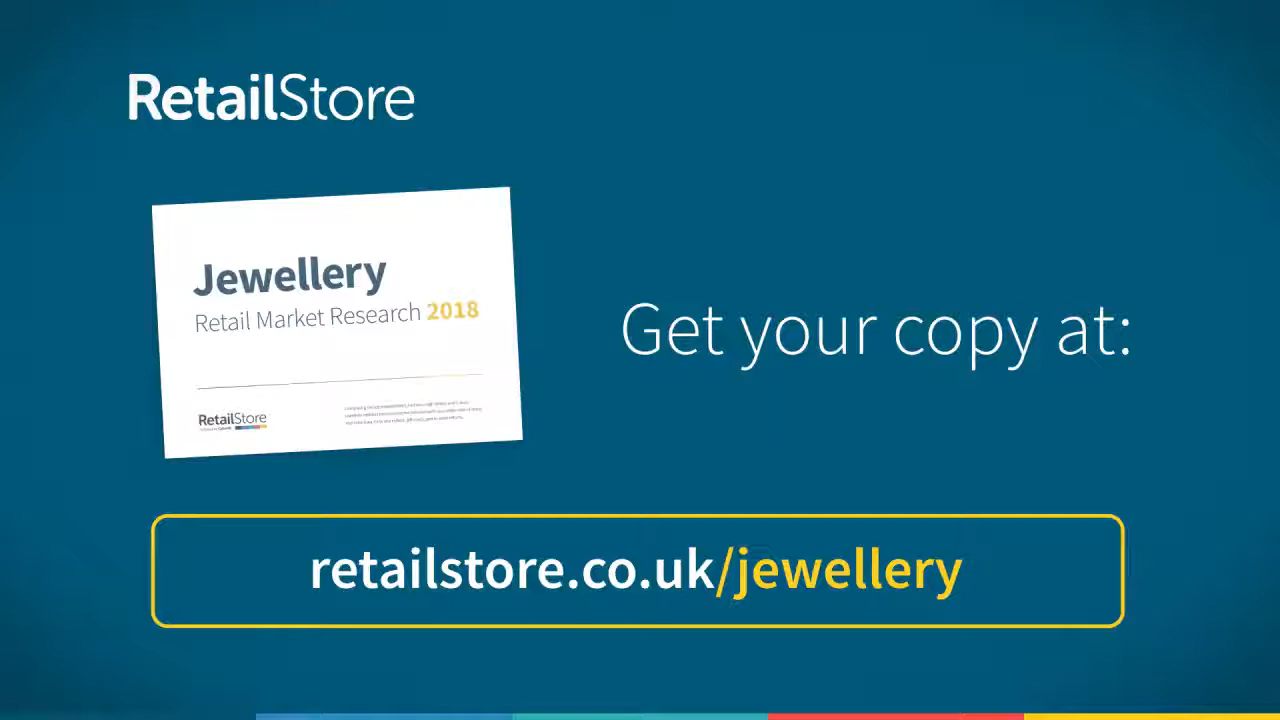 RetailStore
Jewellery
Retail Market Research 2018
RetailStore
Get your copy at:
retailstore.co.uk/jewellery